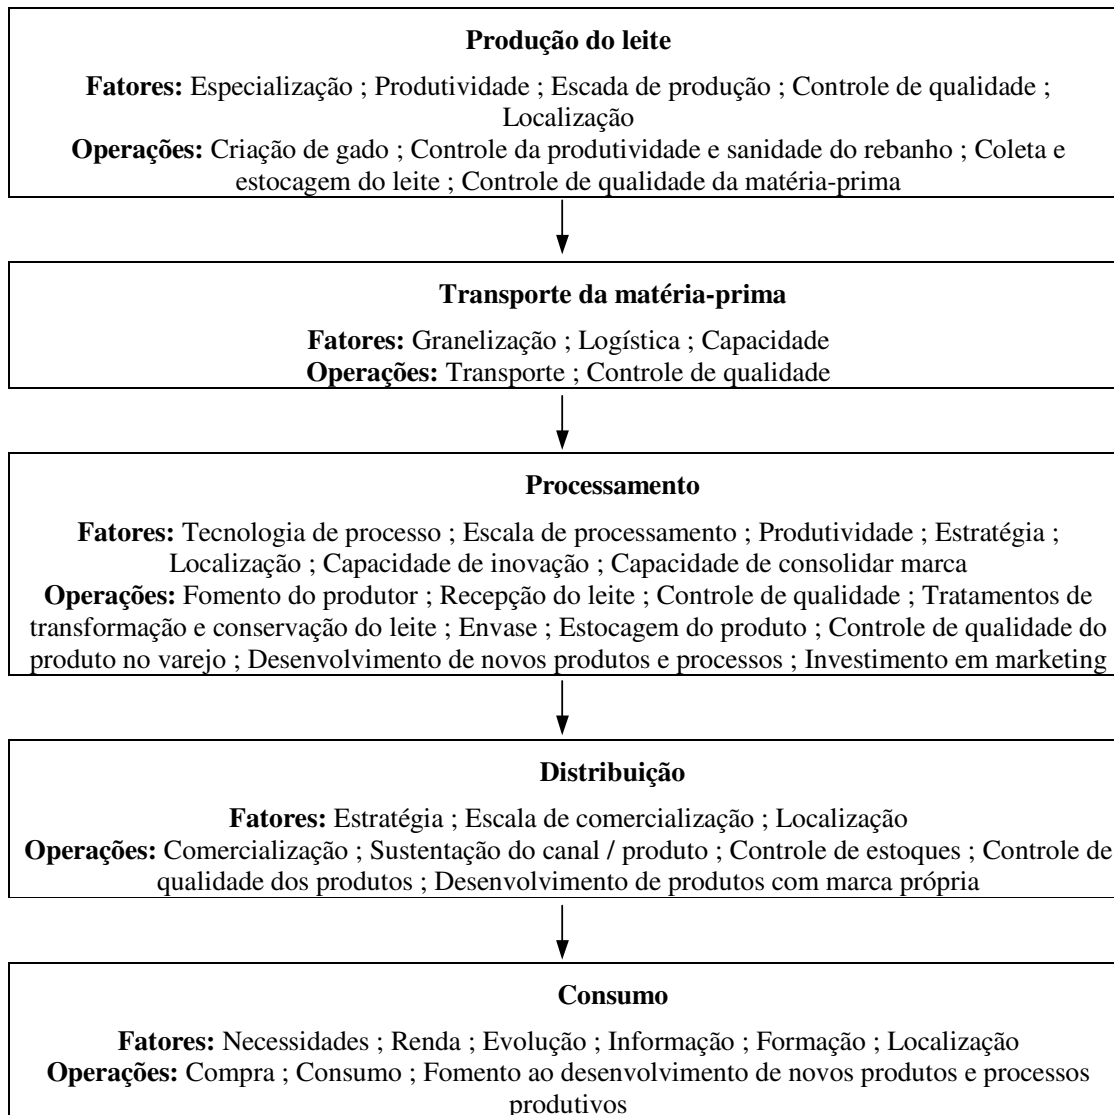 Produção do leite
Fatores: Especialização ; Produtividade ; Escada de produção ; Controle de qualidade ;
Localização
Operações: Criação de gado ; Controle da produtividade e sanidade do rebanho ; Coleta e
estocagem do leite ; Controle de qualidade da matéria-prima
Transporte da matéria-prima
Fatores: Granelização ; Logística ; Capacidade
Operações: Transporte ; Controle de qualidade
Processamento
Fatores: Tecnologia de processo ; Escala de processamento ; Produtividade ; Estratégia ;
Localização ; Capacidade de inovação ; Capacidade de consolidar marca
Operações: Fomento do produtor ; Recepção do leite ; Controle de qualidade ; Tratamentos de
transformação e conservação do leite ; Envase ; Estocagem do produto ; Controle de qualidade do
produto no varejo ; Desenvolvimento de novos produtos e processos ; Investimento em marketing
Distribuição
Fatores: Estratégia ; Escala de comercialização ; Localização
Operações: Comercialização ; Sustentação do canal / produto ; Controle de estoques ; Controle de
qualidade dos produtos ; Desenvolvimento de produtos com marca própria
Consumo
Fatores: Necessidades ; Renda ; Evolução ; Informação ; Formação ; Localização
Operações: Compra ; Consumo ; Fomento ao desenvolvimento de novos produtos e processos
produtivos